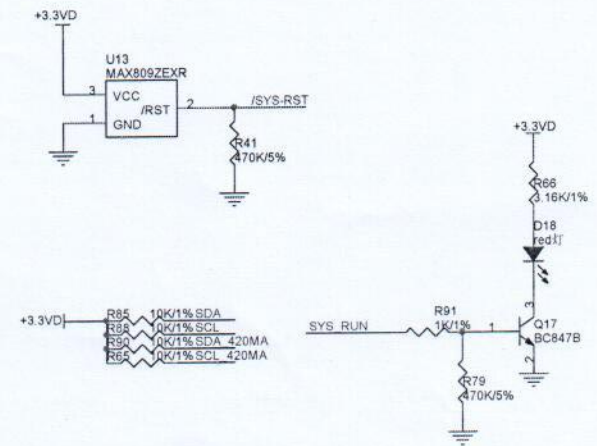 +3.3VD
U13
MAX809ZEXR
3
VCC
/RST
2
/SYS-RST
1
GND
R41
470K/5%
+3.3VD
R66
3.16K/1%
D18
red灯
3
Q17
BC847B
1
2
+3.3VD
R85
10K/1%
SDA
R88
10K/1%
SCL
R90
10K/1%
SDA_420MA
R65
10K/1%
SCL_420MA
SYS_RUN
R91
1K/1%
R79
470K/5%